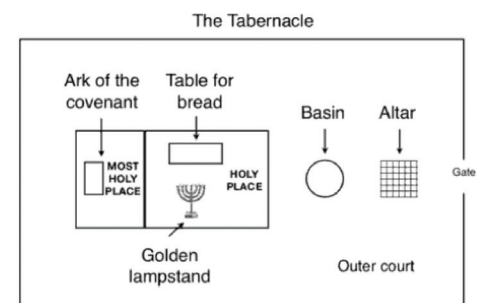 The Tabernacle
Ark of the
covenant
Table for
bread
Basin
Altar
MOST
HOLY
PLACE
HOLY
PLACE
Gate
Golden
lampstand
Outer court